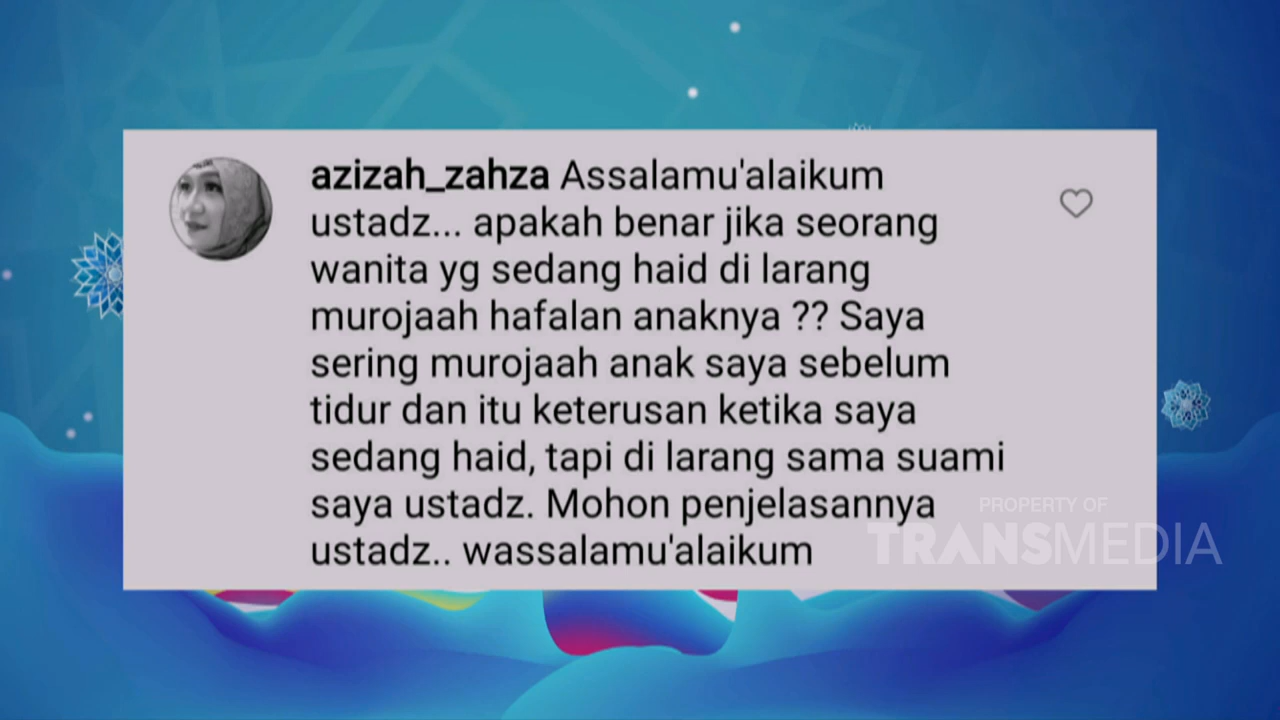 azizah_zahza Assalamu'alaikum
ustadz... apakah benar jika seorang
wanita yg sedang haid di larang
murojaah hafalan anaknya ?? Saya
sering murojaah anak saya sebelum
tidur dan itu keterusan ketika saya
sedang haid, tapi di larang sama suami
saya ustadz. Mohon penjelasannya
ustadz.. wassalamu'alaikum
PROPERTY OF
TRANSMEDIA